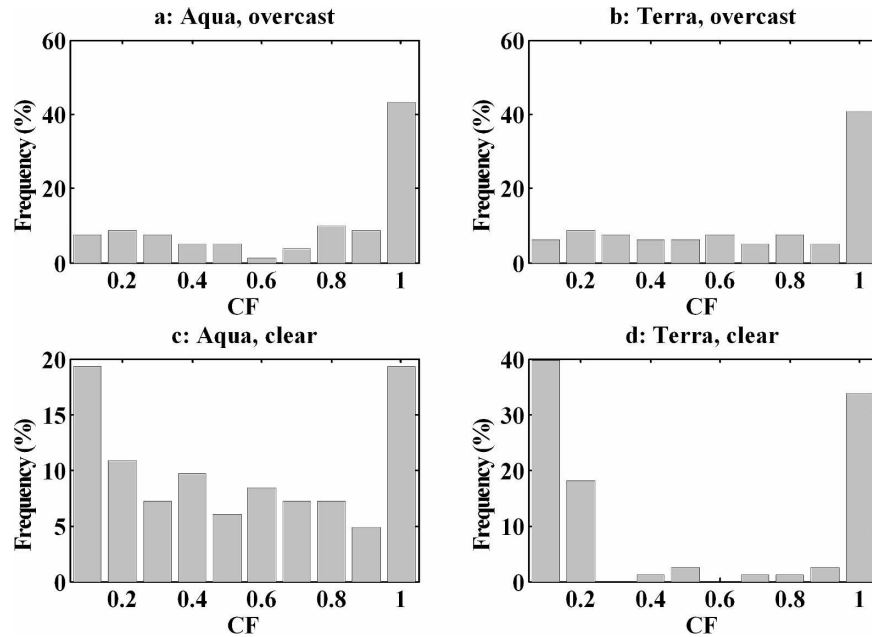 a: Aqua, overcast
60
40
20
0
Frequency (%)
0.2 0.4 0.6 0.8 1
CF
b: Terra, overcast
60
40
20
0
Frequency (%)
0.2 0.4 0.6 0.8 1
CF
c: Aqua, clear
20
15
10
5
0
Frequency (%)
0.2 0.4 0.6 0.8 1
CF
d: Terra, clear
40
30
20
10
0
Frequency (%)
0.2 0.4 0.6 0.8 1
CF